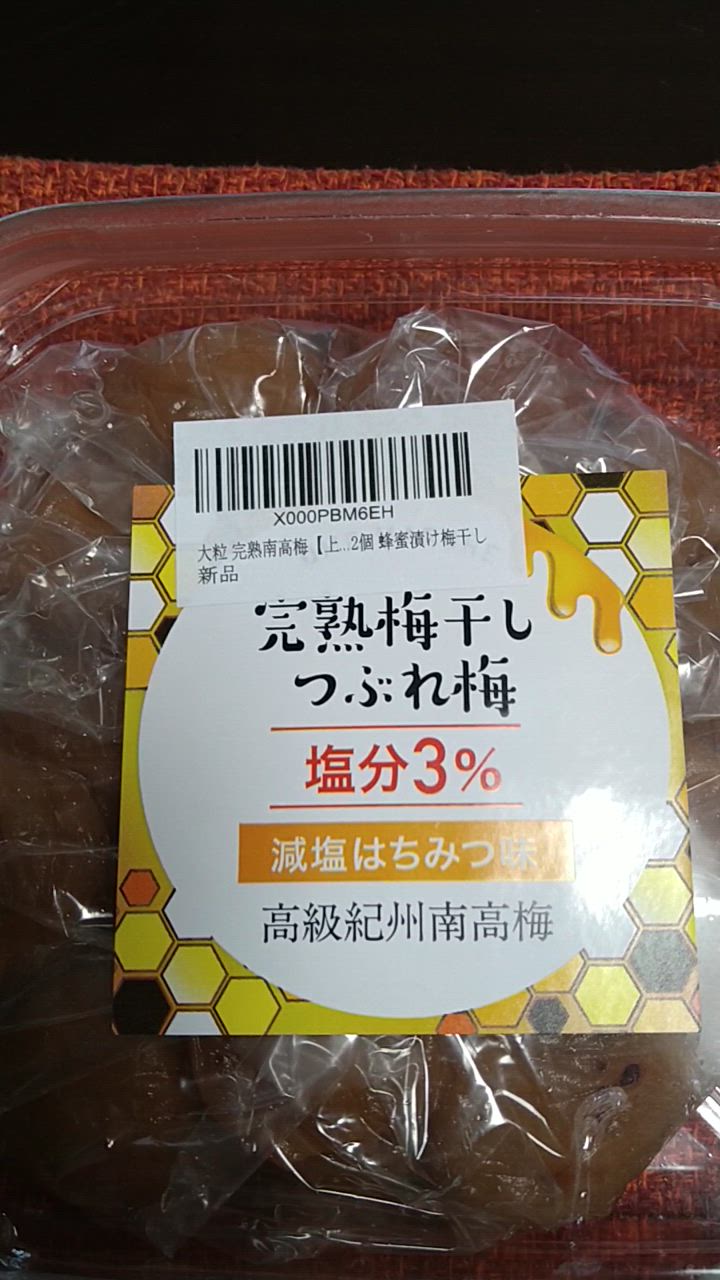 X000PBM6EH
大粒 完熟南高梅【上...2個 蜂蜜漬け梅干し
新品
完熟梅干し
つぶれ梅
塩分3%
減塩はちみつ味
高級紀州南高梅